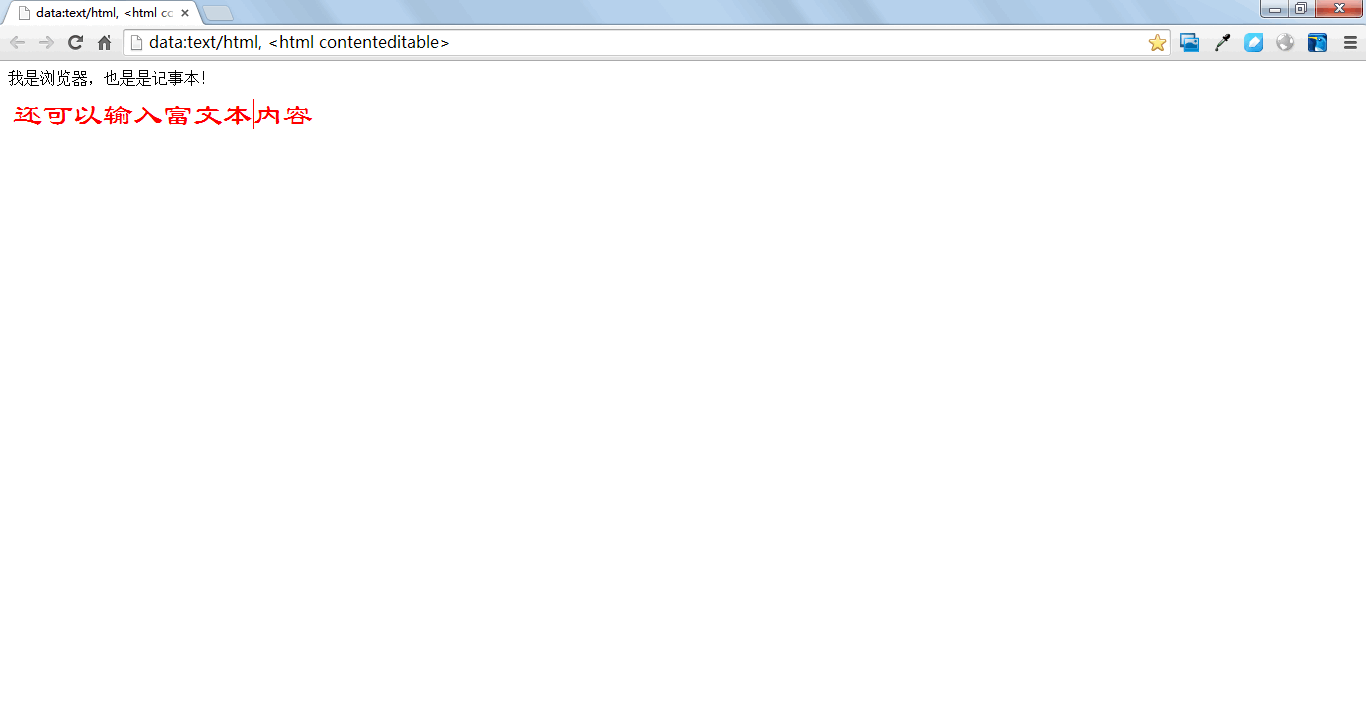 data:text/html, <html cc
data:text/html, <html contenteditable>
我是浏览器，也是是记事本！
还可以输入富文本内容